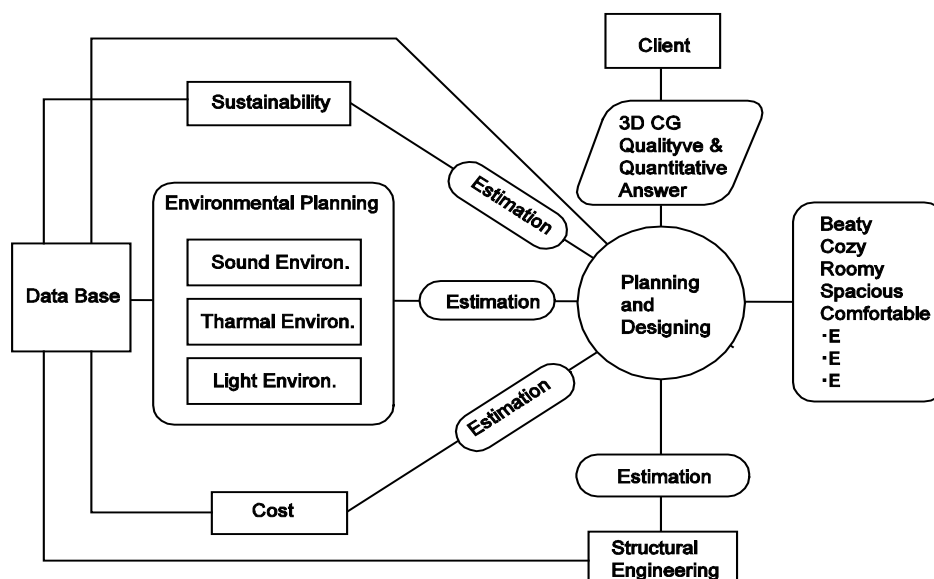 Client
Sustainability
3D CG
Qualityve &
Quantitative
Answer
Estimation
Environmental Planning
Sound Environ.
Tharmal Environ.
Light Environ.
Data Base
Estimation
Planning
and
Designing
Beaty
Cozy
Roomy
Spacious
Comfortable
·E
·E
·E
Estimation
Estimation
Cost
Structural
Engineering